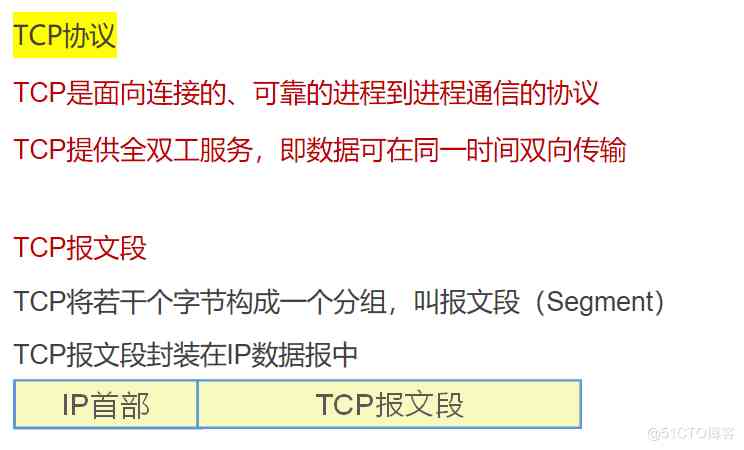 TCP协议
TCP是面向连接的、可靠的进程到进程通信的协议
TCP提供全双工服务，即数据可在同一时间双向传输
TCP报文段
TCP将若干个字节构成一个分组，叫报文段（Segment）
TCP报文段封装在IP数据报中
IP首部 TCP报文段
@51CTO博客